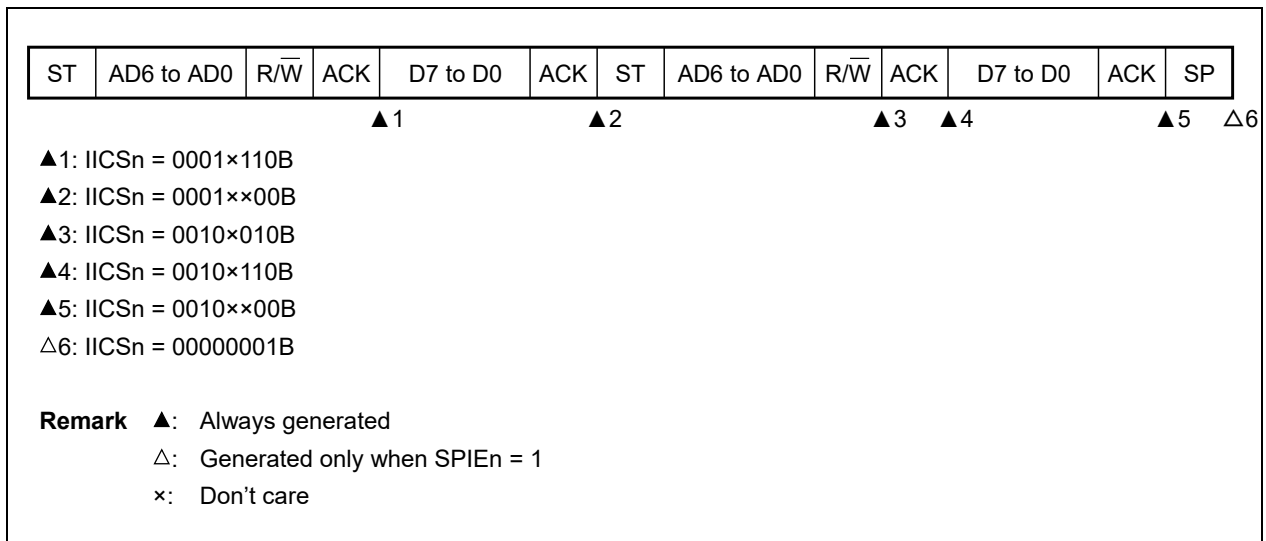 ST AD6 to AD0 R/W̅ ACK D7 to D0 ACK ST AD6 to AD0 R/W̅ ACK D7 to D0 ACK SP
▲1 ▲2 ▲3 ▲4 ▲5 △6
▲1: IICSn = 0001×110B
▲2: IICSn = 0001××00B
▲3: IICSn = 0010×010B
▲4: IICSn = 0010×110B
▲5: IICSn = 0010××00B
△6: IICSn = 00000001B
Remark ▲: Always generated
△: Generated only when SPIEn = 1
×: Don't care